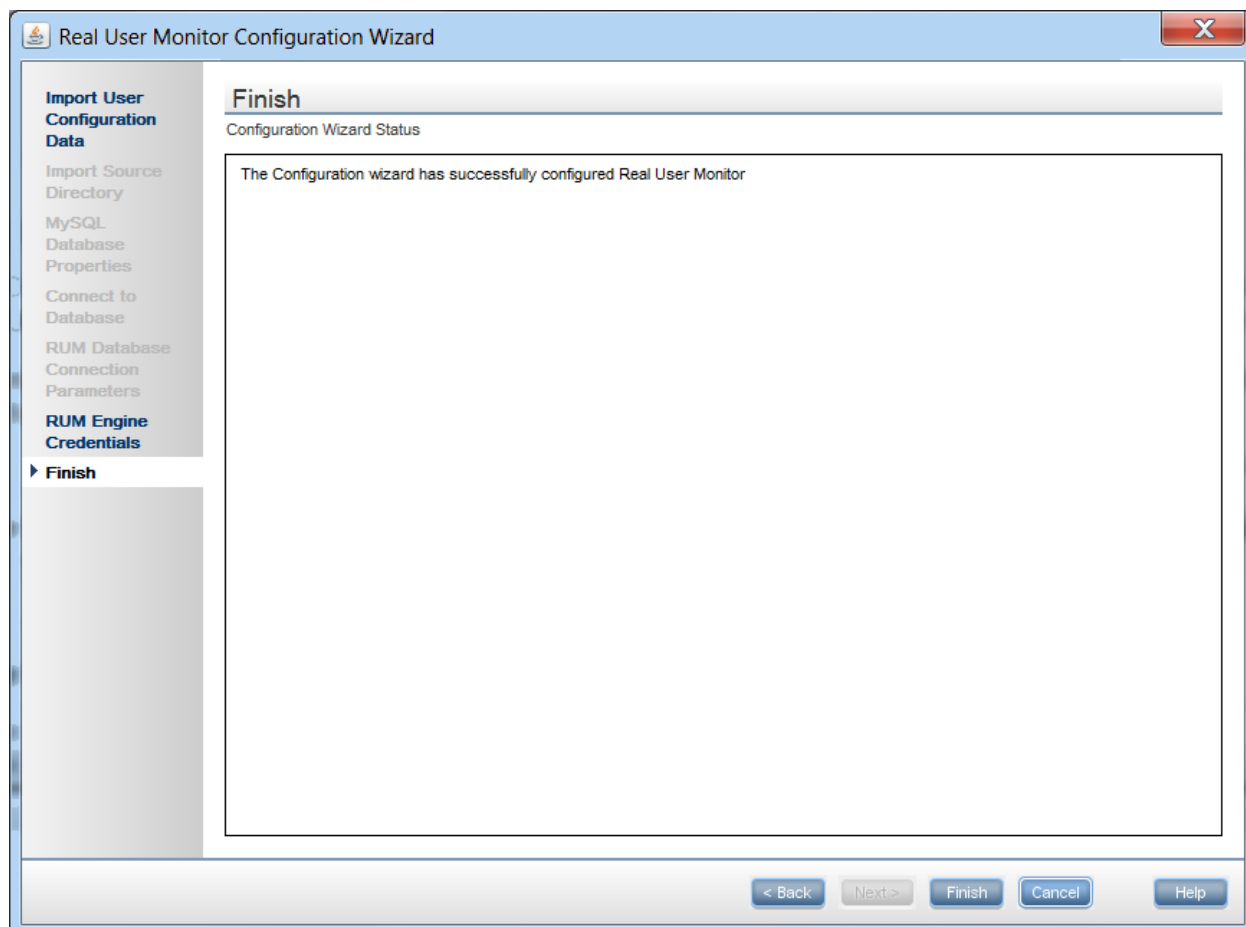 Real User Monitor Configuration Wizard
Import User
Configuration
Data
Import Source
Directory
MySQL
Database
Properties
Connect to
Database
RUM Database
Connection
Parameters
RUM Engine
Credentials
Finish
Finish
Configuration Wizard Status
The Configuration wizard has successfully configured Real User Monitor
< Back Next > Finish Cancel Help